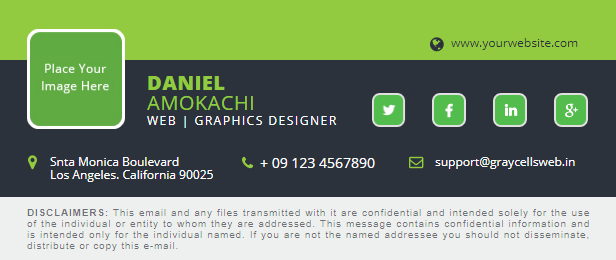 www.yourwebsite.com
Place Your
Image Here
DANIEL
AMOKACHI
WEB | GRAPHICS DESIGNER
f
in
g+
Snta Monica Boulevard
Los Angeles. California 90025
+ 09 123 4567890
support@graycellsweb.in
DISCLAIMERS: This email and any files transmitted with it are confidential and intended solely for the use
of the individual or entity to whom they are addressed. This message contains confidential information and
is intended only for the individual named. If you are not the named addressee you should not disseminate,
distribute or copy this e-mail.